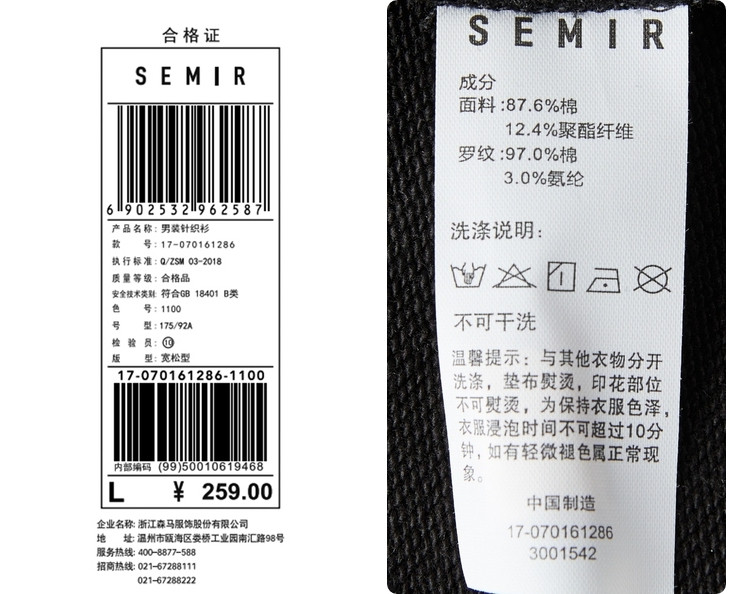 合格证
SEMIR
6 902532 962587
产品名称: 男装针织衫
款 号: 17-070161286
执行标准: Q/ZSM 03-2018
质量等级: 合格品
安全技术类别: 符合GB 18401 B类
色 号: 1100
号 型: 175/92A
检 验 员: ⑩
版 型: 宽松型
17-070161286-1100
内部编码 (99)50010619468
L ¥ 259.00
企业名称: 浙江森马服饰股份有限公司
地 址: 温州市瓯海区娄桥工业园南汇路98号
服务热线: 400-8877-588
招商热线: 021-67288111
021-67288222
SEMIR
成分
面料:87.6%棉
12.4%聚酯纤维
罗纹:97.0%棉
3.0%氨纶
洗涤说明:
不可干洗
温馨提示: 与其他衣物分开
洗涤, 垫布熨烫, 印花部位
不可熨烫, 为保持衣服色泽,
衣服浸泡时间不可超过10分
钟, 如有轻微褪色属正常现
象。
中国制造
17-070161286
3001542